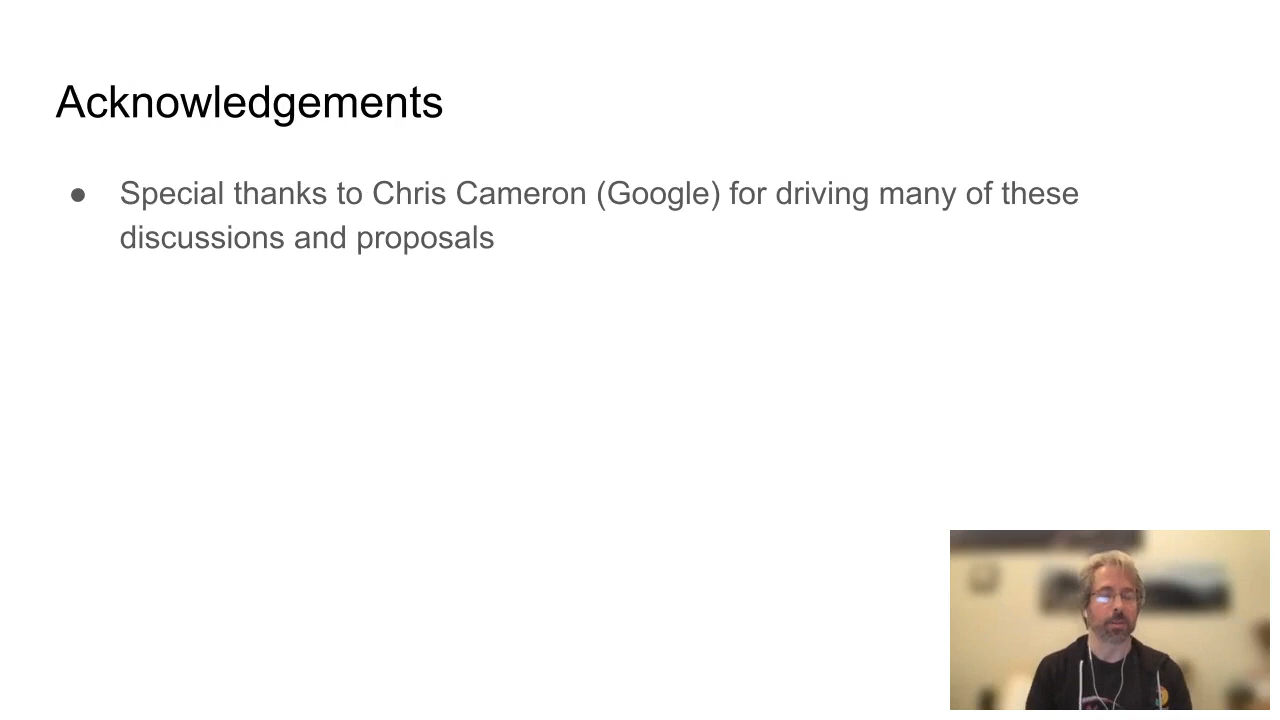 Acknowledgements
● Special thanks to Chris Cameron (Google) for driving many of these
discussions and proposals